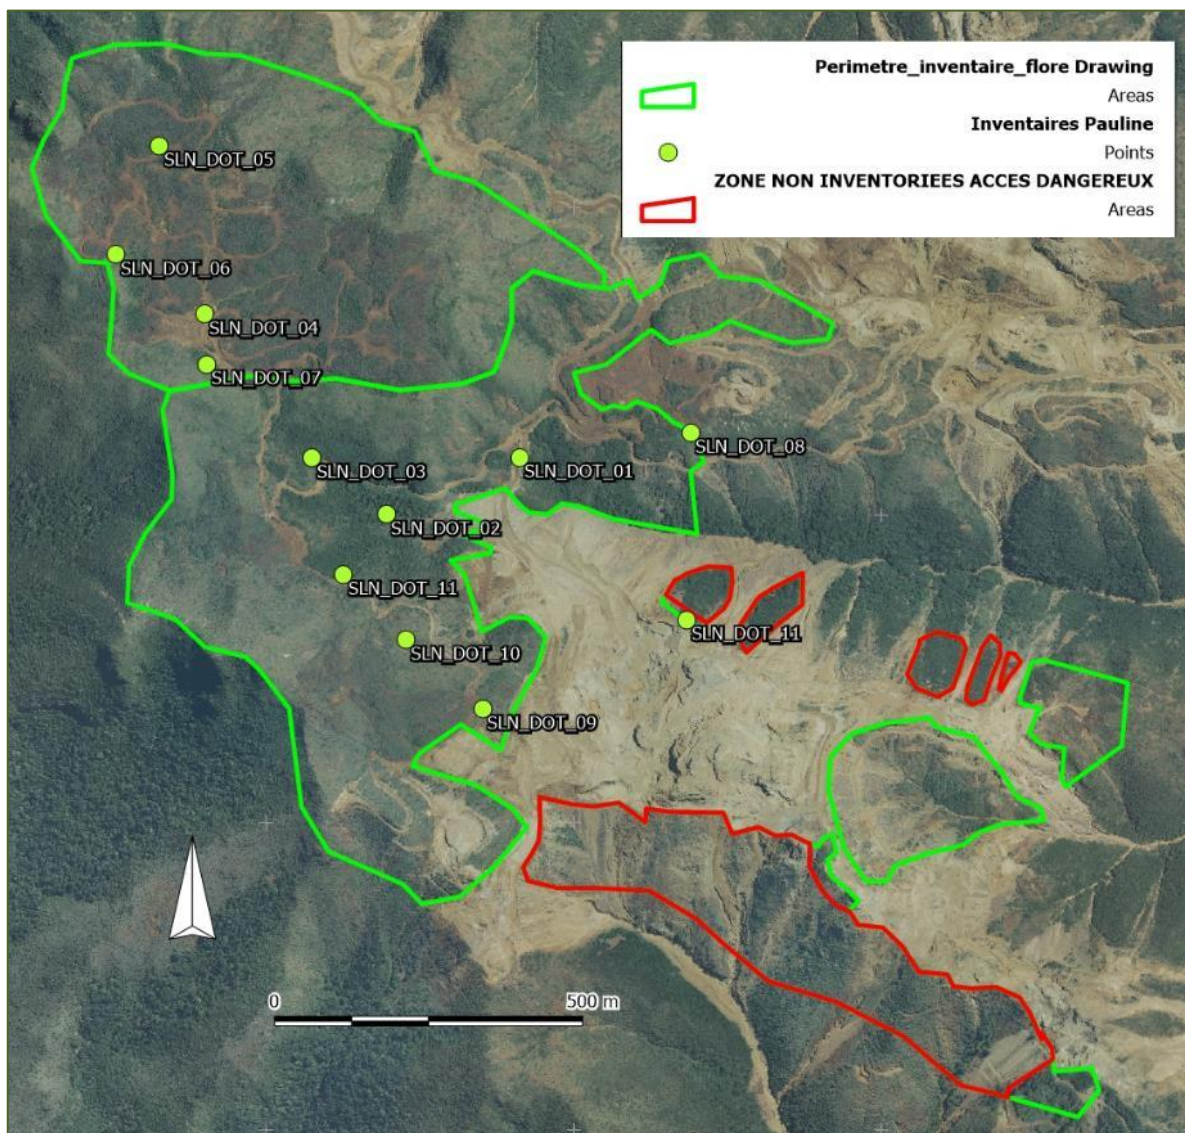 Perimetre_inventaire_flore Drawing
Areas
Inventaires Pauline
Points
ZONE NON INVENTORIEES ACCES DANGEREUX
Areas
SLN_DOT_05
SLN_DOT_06
SLN_DOT_04
SLN_DOT_07
SLN_DOT_08
SLN_DOT_03
SLN_DOT_01
SLN_DOT_02
SLN_DOT_11
SLN_DOT_11
SLN_DOT_10
SLN_DOT_09
0 500 m